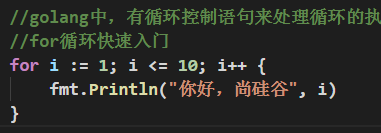 //golang中，有循环控制语句来处理循环的执
//for循环快速入门
for i := 1; i <= 10; i++ {
    fmt.Println("你好，尚硅谷", i)
}